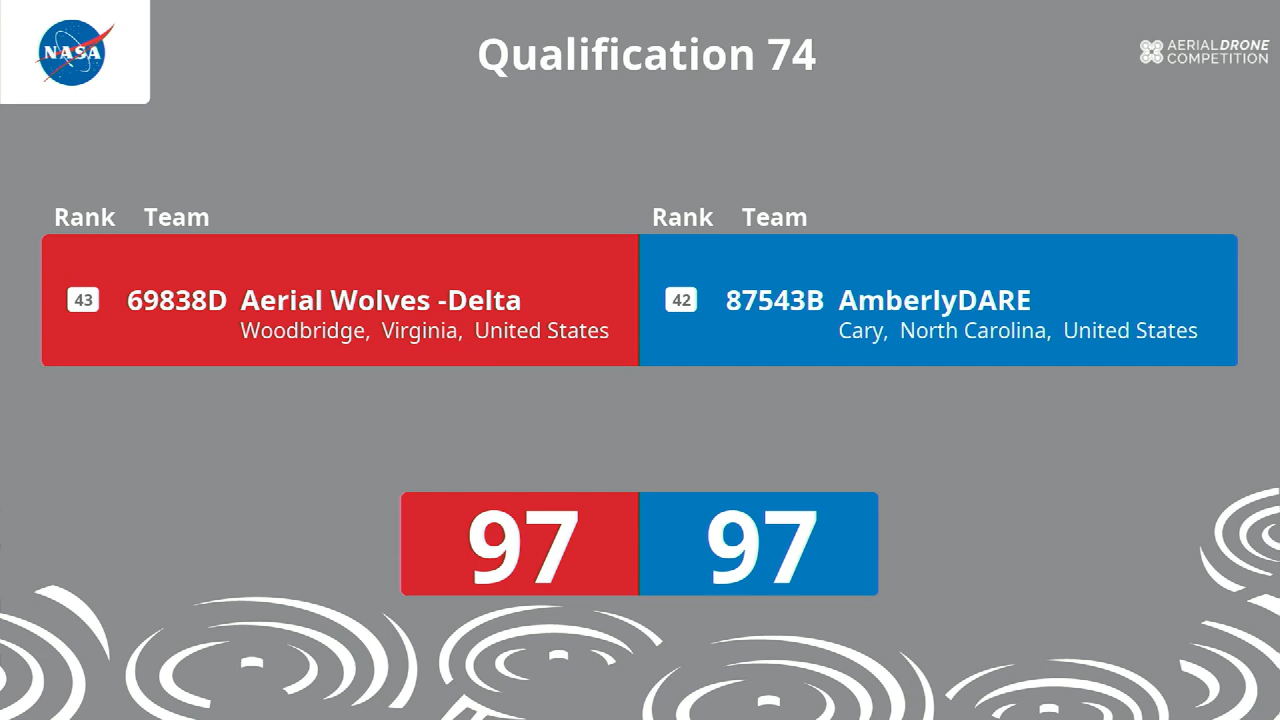 NASA
Qualification 74
AERIALDRONE
COMPETITION
Rank Team
Rank Team
43 69838D Aerial Wolves -Delta
Woodbridge, Virginia, United States
42 87543B AmberlyDARE
Cary, North Carolina, United States
97 97